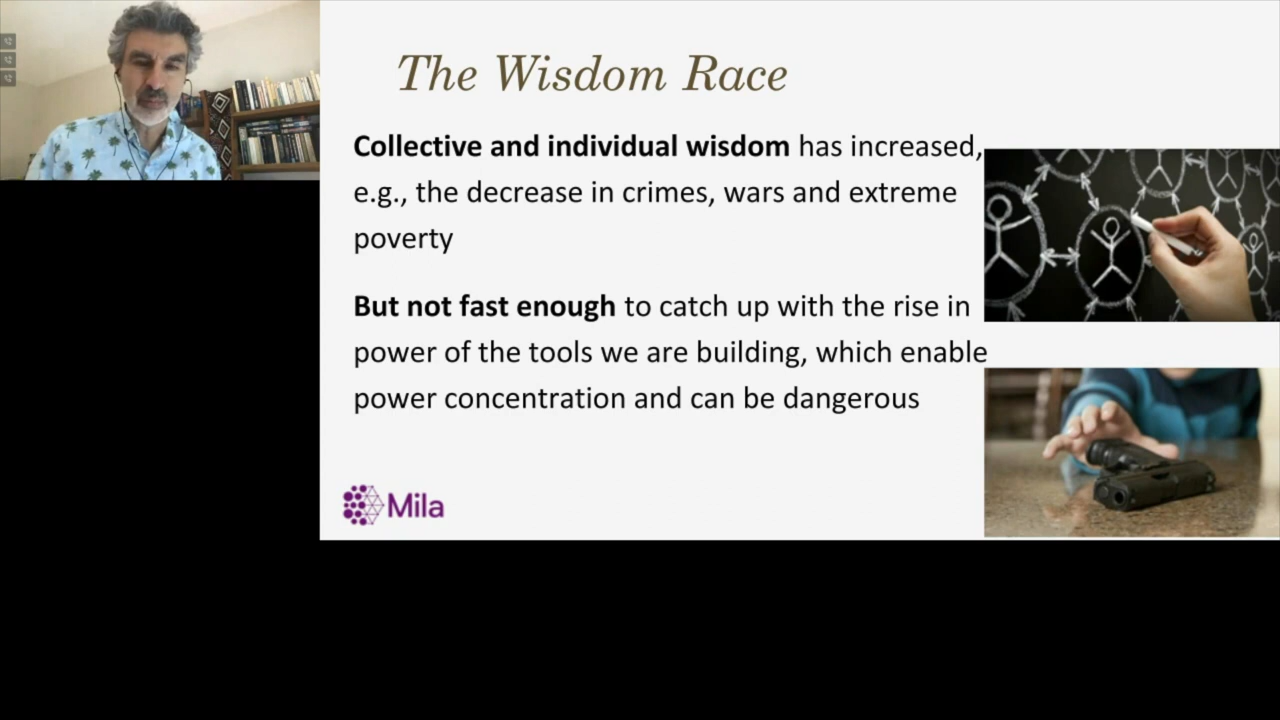 The Wisdom Race
Collective and individual wisdom has increased,
e.g., the decrease in crimes, wars and extreme
poverty
But not fast enough to catch up with the rise in
power of the tools we are building, which enable
power concentration and can be dangerous
Mila